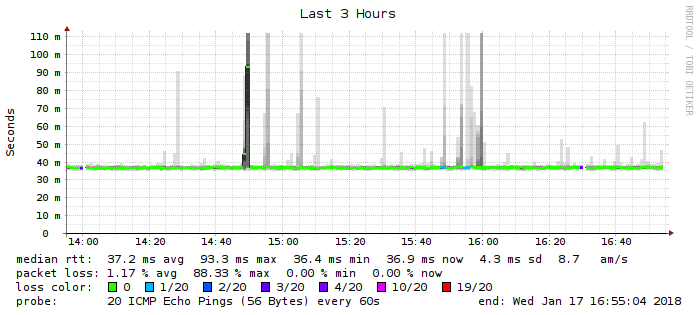 Last 3 Hours
RRDTOOL / TOBI OETIKER
Seconds
110 m
100 m
90 m
80 m
70 m
60 m
50 m
40 m
30 m
20 m
10 m
0
14:00 14:20 14:40 15:00 15:20 15:40 16:00 16:20 16:40
median rtt: 37.2 ms avg 93.3 ms max 36.4 ms min 36.9 ms now 4.3 ms sd 8.7 am/s
packet loss: 1.17 % avg 88.33 % max 0.00 % min 0.00 % now
loss color: 0 1/20 2/20 3/20 4/20 10/20 19/20
probe: 20 ICMP Echo Pings (56 Bytes) every 60s end: Wed Jan 17 16:55:04 2018